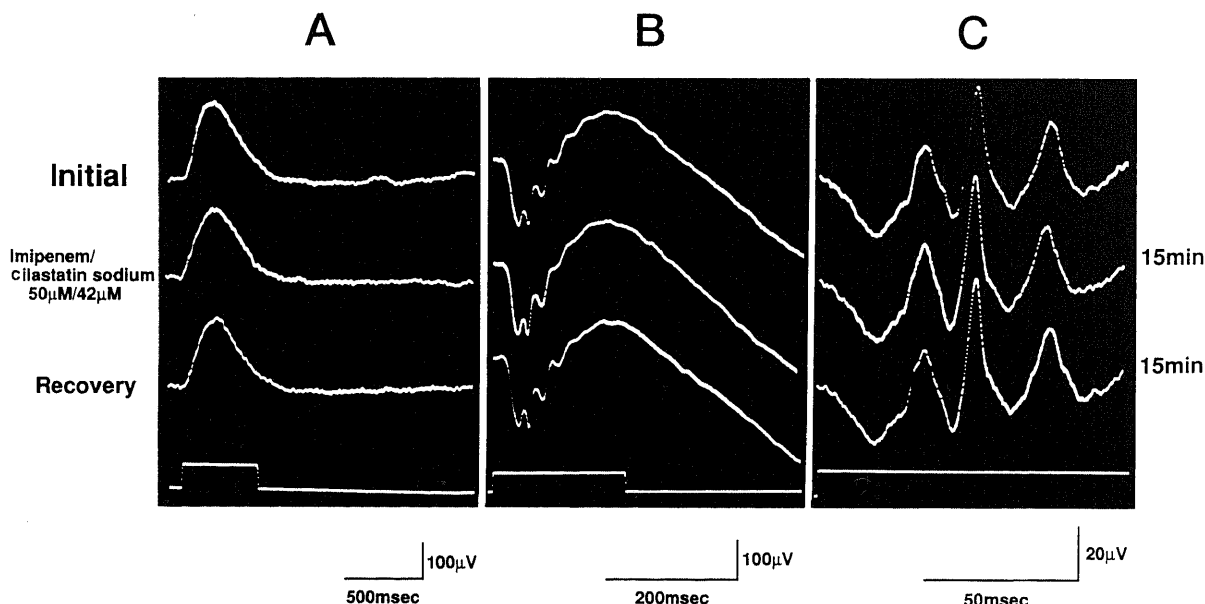 A B C
Initial
Imipenem/
cilastatin sodium
50μM/42μM
15min
Recovery
15min
100μV
100μV
20μV
500msec
200msec
50msec